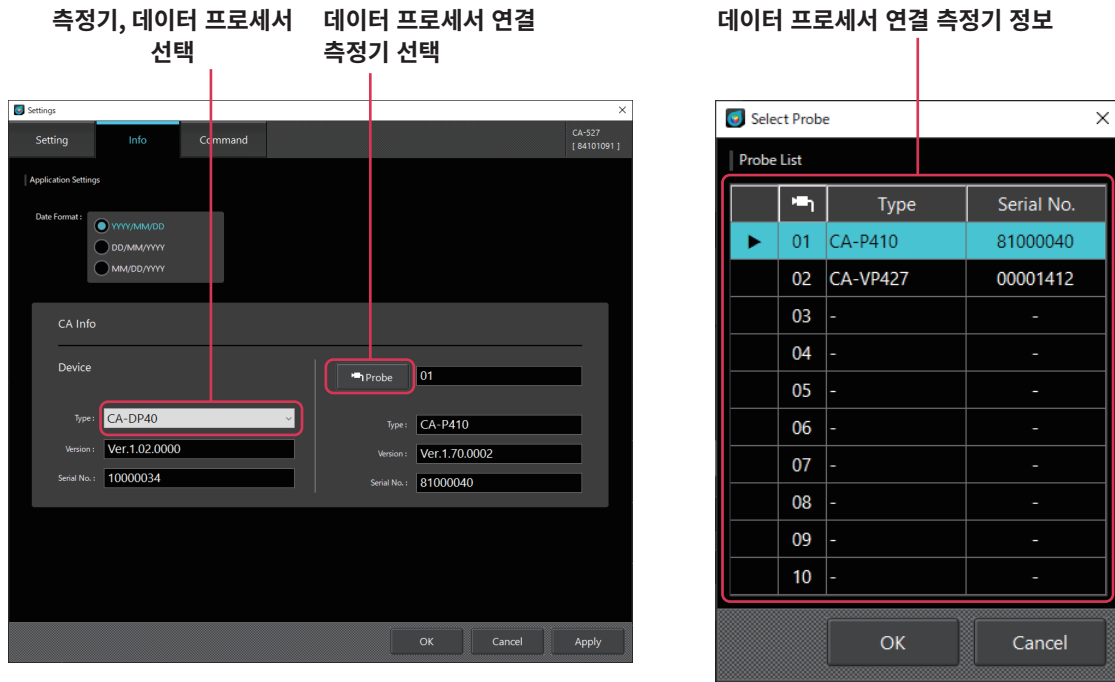 측정기, 데이터 프로세서
선택
데이터 프로세서 연결
측정기 선택
데이터 프로세서 연결 측정기 정보
Settings
Setting Info Command
CA-527
[ 84101091 ]
Application Settings
Date Format :
YYYY/MM/DD
DD/MM/YYYY
MM/DD/YYYY
CA Info
Device
Type : CA-DP40
Version : Ver.1.02.0000
Serial No. : 10000034
Probe 01
Type : CA-P410
Version : Ver.1.70.0002
Serial No. : 81000040
OK Cancel Apply
Select Probe
Probe List
Type Serial No.
01 CA-P410 81000040
02 CA-VP427 00001412
03 - -
04 - -
05 - -
06 - -
07 - -
08 - -
09 - -
10 - -
OK Cancel